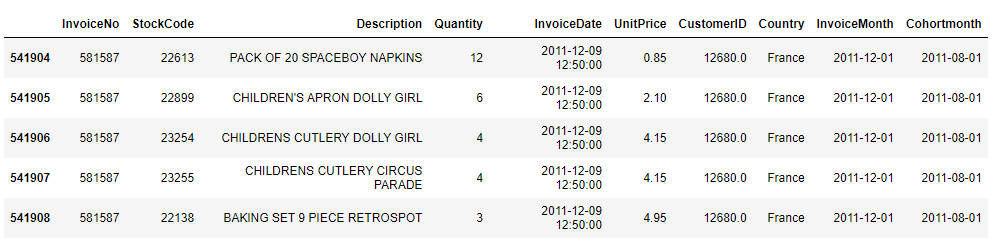 InvoiceNo StockCode Description Quantity InvoiceDate UnitPrice CustomerID Country InvoiceMonth Cohortmonth
541904 581587 22613 PACK OF 20 SPACEBOY NAPKINS 12 2011-12-09 12:50:00 0.85 12680.0 France 2011-12-01 2011-08-01
541905 581587 22899 CHILDREN'S APRON DOLLY GIRL 6 2011-12-09 12:50:00 2.10 12680.0 France 2011-12-01 2011-08-01
541906 581587 23254 CHILDRENS CUTLERY DOLLY GIRL 4 2011-12-09 12:50:00 4.15 12680.0 France 2011-12-01 2011-08-01
541907 581587 23255 CHILDRENS CUTLERY CIRCUS PARADE 4 2011-12-09 12:50:00 4.15 12680.0 France 2011-12-01 2011-08-01
541908 581587 22138 BAKING SET 9 PIECE RETROSPOT 3 2011-12-09 12:50:00 4.95 12680.0 France 2011-12-01 2011-08-01